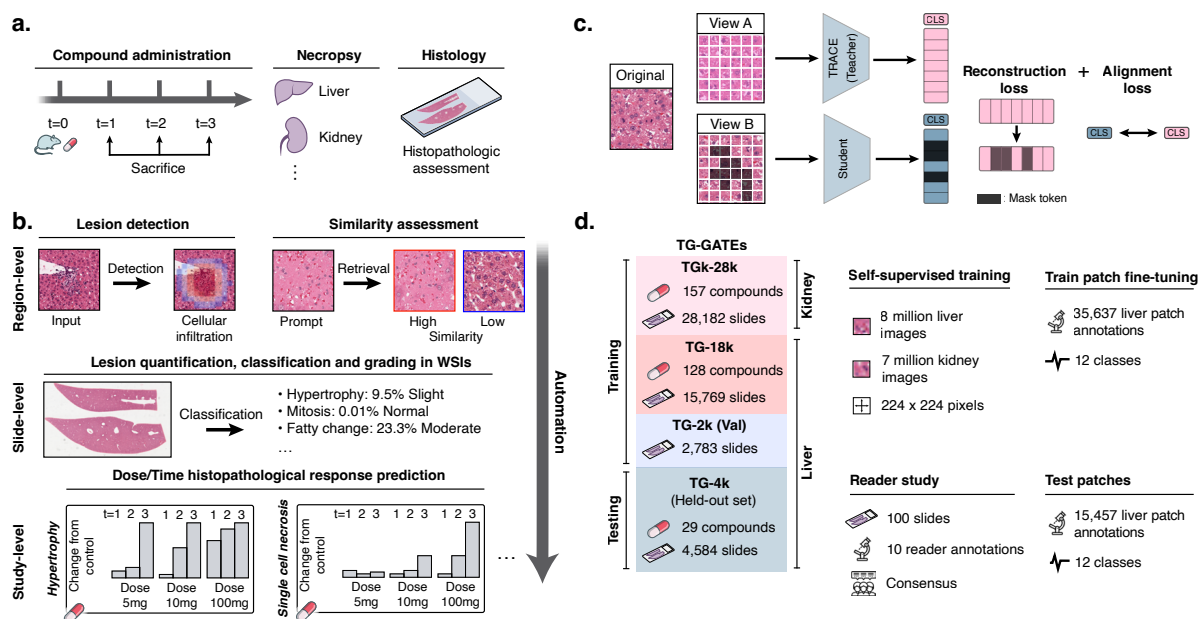 a.
Compound administration
t=0
t=1
t=2
t=3
Sacrifice
Necropsy
Liver
Kidney
Histology
Histopathologic
assessment
b.
Region-level
Lesion detection
Detection
Input
Cellular
infiltration
Similarity assessment
Retrieval
Prompt
High
Low
Similarity
Slide-level
Lesion quantification, classification and grading in WSIs
Classification
• Hypertrophy: 9.5% Slight
• Mitosis: 0.01% Normal
• Fatty change: 23.3% Moderate
...
Study-level
Dose/Time histopathological response prediction
Hypertrophy
Change from
control
t=1 2 3 1 2 3 1 2 3
Dose
5mg
Dose
10mg
Dose
100mg
Single cell necrosis
Change from
control
t=1 2 3 1 2 3 1 2 3
Dose
5mg
Dose
10mg
Dose
100mg
...
Automation
c.
Original
View A
TRACE
(Teacher)
CLS
View B
Student
CLS
Reconstruction
loss
+
Alignment
loss
CLS
CLS
: Mask token
d.
TG-GATEs
Training
Testing
TGk-28k
157 compounds
28,182 slides
Kidney
TG-18k
128 compounds
15,769 slides
TG-2k (Val)
2,783 slides
TG-4k
(Held-out set)
29 compounds
4,584 slides
Liver
Self-supervised training
8 million liver
images
7 million kidney
images
224 x 224 pixels
Train patch fine-tuning
35,637 liver patch
annotations
12 classes
Reader study
100 slides
10 reader annotations
Consensus
Test patches
15,457 liver patch
annotations
12 classes